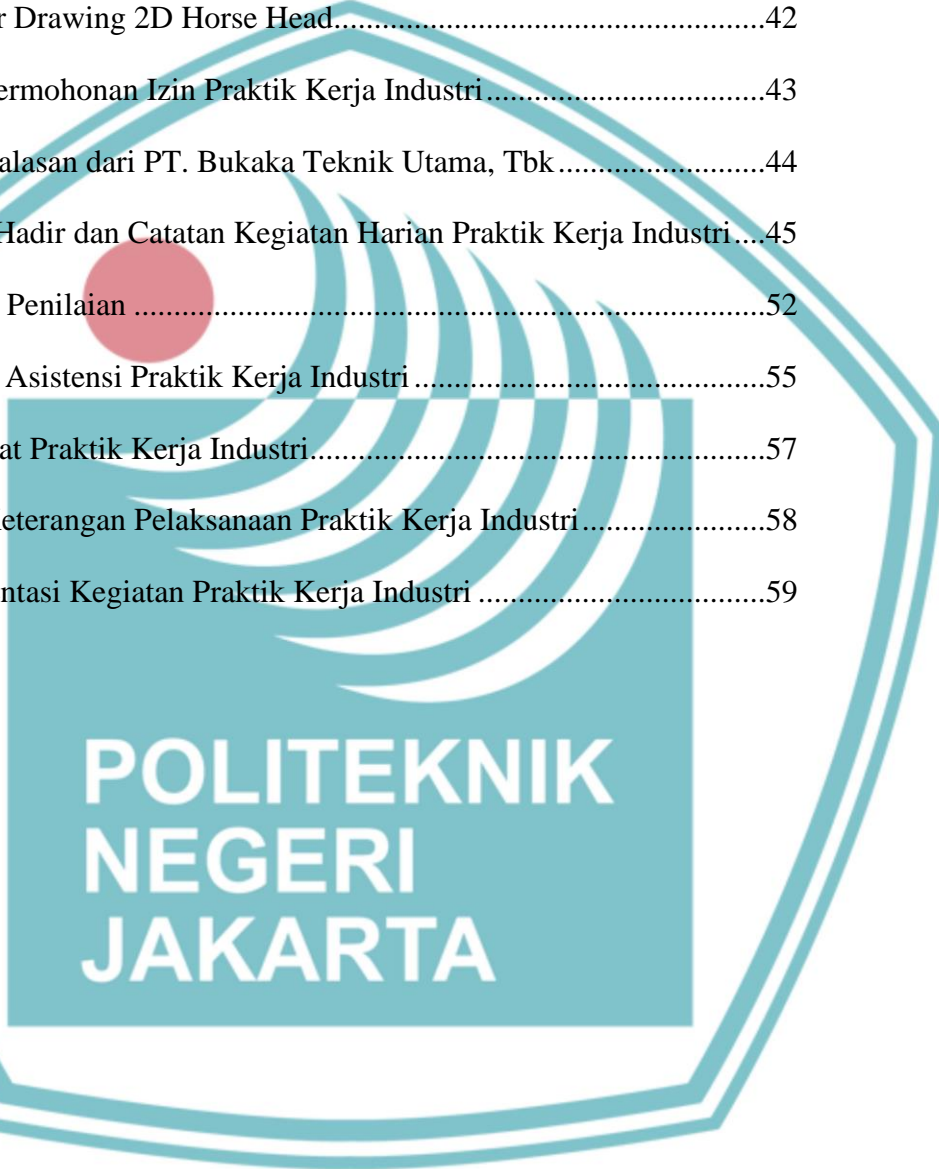 r Drawing 2D Horse Head.......................................................42
ermohonan Izin Praktik Kerja Industri...................................43
alasan dari PT. Bukaka Teknik Utama, Tbk..........................44
Hadir dan Catatan Kegiatan Harian Praktik Kerja Industri....45
Penilaian................................................................................52
Asistensi Praktik Kerja Industri............................................55
at Praktik Kerja Industri.........................................................57
eterangan Pelaksanaan Praktik Kerja Industri.......................58
ntasi Kegiatan Praktik Kerja Industri....................................59
POLITEKNIK
NEGERI
JAKARTA